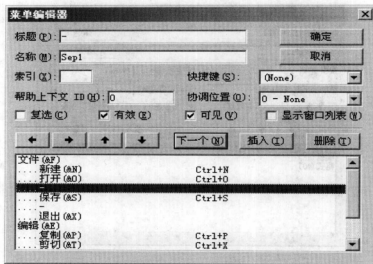 菜单编辑器
标题(P): -
确定
名称(M): Sep1
取消
索引(X):
快捷键(S): (None)
帮助上下文 ID(H): 0
协调位置(O): 0 - None
复选(C)
有效(E)
可见(V)
显示窗口列表(W)
下一个(N)
插入(I)
删除(T)
文件(&F)
....新建(&N) Ctrl+N
....打开(&O) Ctrl+O
....-
....保存(&S) Ctrl+S
....-
....退出(&X)
编辑(&E)
....复制(&P) Ctrl+P
....剪切(&T) Ctrl+X